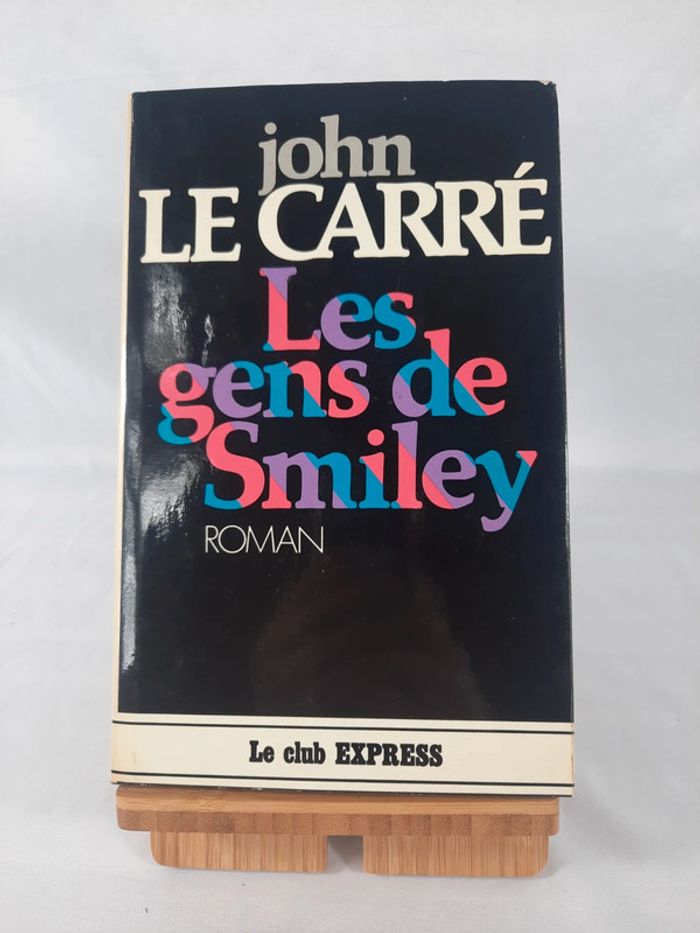 john
LE CARRÉ
Les
gens de
Smiley
ROMAN
Le club EXPRESS